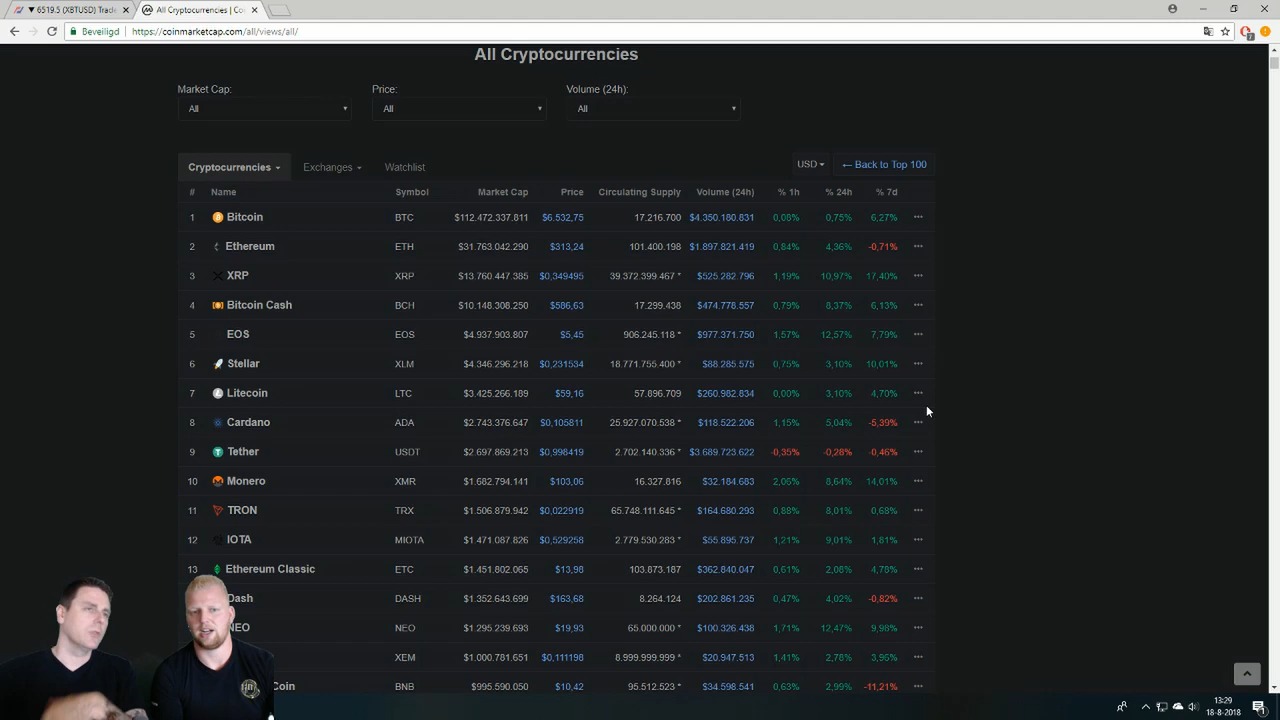 ▼ 6519.5 (XBTUSD) Trade
All Cryptocurrencies | Co
Beveiligd
https://coinmarketcap.com/all/views/all/
All Cryptocurrencies
Market Cap: Price: Volume (24h):
All All All
Cryptocurrencies Exchanges Watchlist USD ← Back to Top 100
# Name Symbol Market Cap Price Circulating Supply Volume (24h) % 1h % 24h % 7d
1 Bitcoin BTC $112.472.337.811 $6.532,75 17.216.700 $4.350.180.831 0,08% 0,75% 6,27%
2 Ethereum ETH $31.763.042.290 $313,24 101.400.198 $1.897.821.419 0,84% 4,36% -0,71%
3 XRP XRP $13.760.447.385 $0,349495 39.372.399.467 * $525.282.796 1,19% 10,97% 17,40%
4 Bitcoin Cash BCH $10.148.308.250 $586,63 17.299.438 $474.778.557 0,79% 8,37% 6,13%
5 EOS EOS $4.937.903.807 $5,45 906.245.118 * $977.371.750 1,57% 12,57% 7,79%
6 Stellar XLM $4.346.296.218 $0,231534 18.771.755.400 * $88.285.575 0,75% 3,10% 10,01%
7 Litecoin LTC $3.425.266.189 $59,16 57.896.709 $260.982.834 0,00% 3,10% 4,70%
8 Cardano ADA $2.743.376.647 $0,105811 25.927.070.538 * $118.522.206 1,15% 5,04% -5,39%
9 Tether USDT $2.697.869.213 $0,998419 2.702.140.336 * $3.689.723.622 -0,35% -0,28% -0,46%
10 Monero XMR $1.682.794.141 $103,06 16.327.816 $32.184.683 2,06% 8,64% 14,01%
11 TRON TRX $1.506.879.942 $0,022919 65.748.111.645 * $164.680.293 0,88% 8,01% 0,68%
12 IOTA MIOTA $1.471.087.826 $0,529258 2.779.530.283 * $55.895.737 1,21% 9,01% 1,81%
13 Ethereum Classic ETC $1.451.802.065 $13,98 103.873.187 $362.840.047 0,61% 2,08% 4,78%
Dash DASH $1.352.643.699 $163,68 8.264.124 $202.861.235 0,47% 4,02% -0,82%
NEO NEO $1.295.239.693 $19,93 65.000.000 * $100.326.438 1,71% 12,47% 9,98%
XEM $1.000.781.651 $0,111198 8.999.999.999 * $20.947.513 1,41% 2,78% 3,96%
Coin BNB $995.590.050 $10,42 95.512.523 * $34.598.541 0,63% 2,99% -11,21%
13:29
18-8-2018